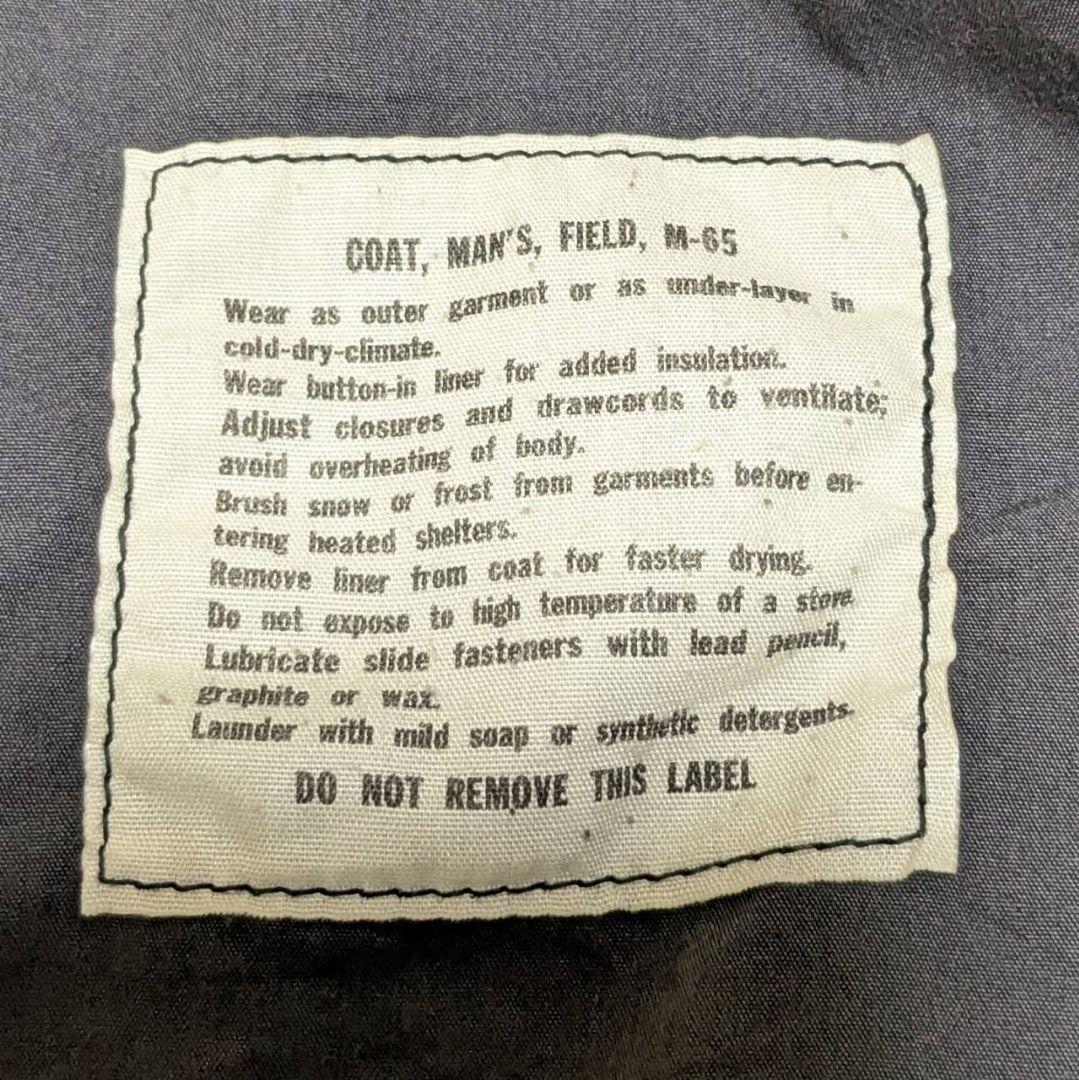 COAT, MAN'S, FIELD, M-65
Wear as outer garment or as under-layer in
cold-dry-climate.
Wear button-in liner for added insulation.
Adjust closures and drawcords to ventilate;
avoid overheating of body.
Brush snow or frost from garments before en-
tering heated shelters.
Remove liner from coat for faster drying.
Do not expose to high temperature of a store.
Lubricate slide fasteners with lead pencil,
graphite or wax.
Launder with mild soap or synthetic detergents.
DO NOT REMOVE THIS LABEL